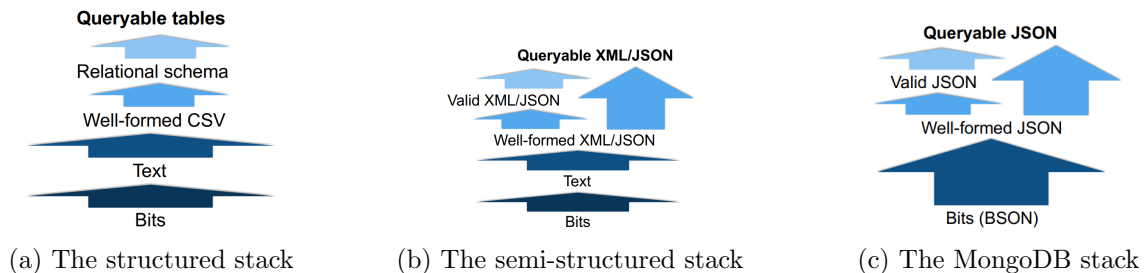 Queryable tables
Relational schema
Well-formed CSV
Text
Bits
(a) The structured stack
Queryable XML/JSON
Valid XML/JSON
Well-formed XML/JSON
Text
Bits
(b) The semi-structured stack
Queryable JSON
Valid JSON
Well-formed JSON
Bits (BSON)
(c) The MongoDB stack